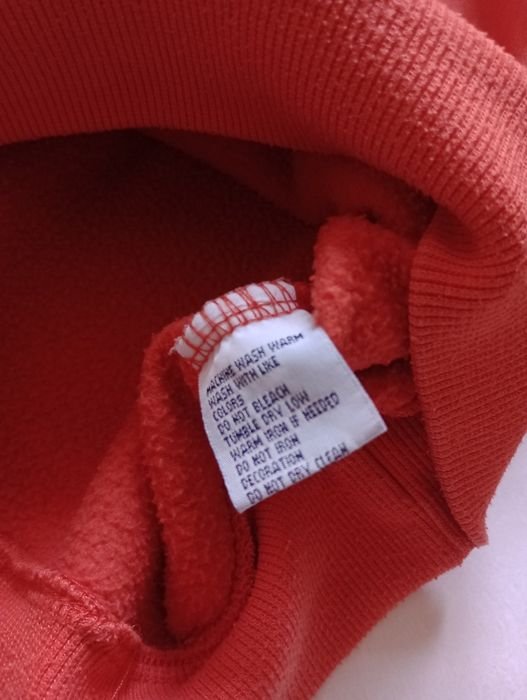 MACHINE WASH WARM
WASH WITH LIKE
COLORS
DO NOT BLEACH
TUMBLE DRY LOW
WARM IRON IF NEEDED
DO NOT IRON
DECORATION
DO NOT DRY CLEAN